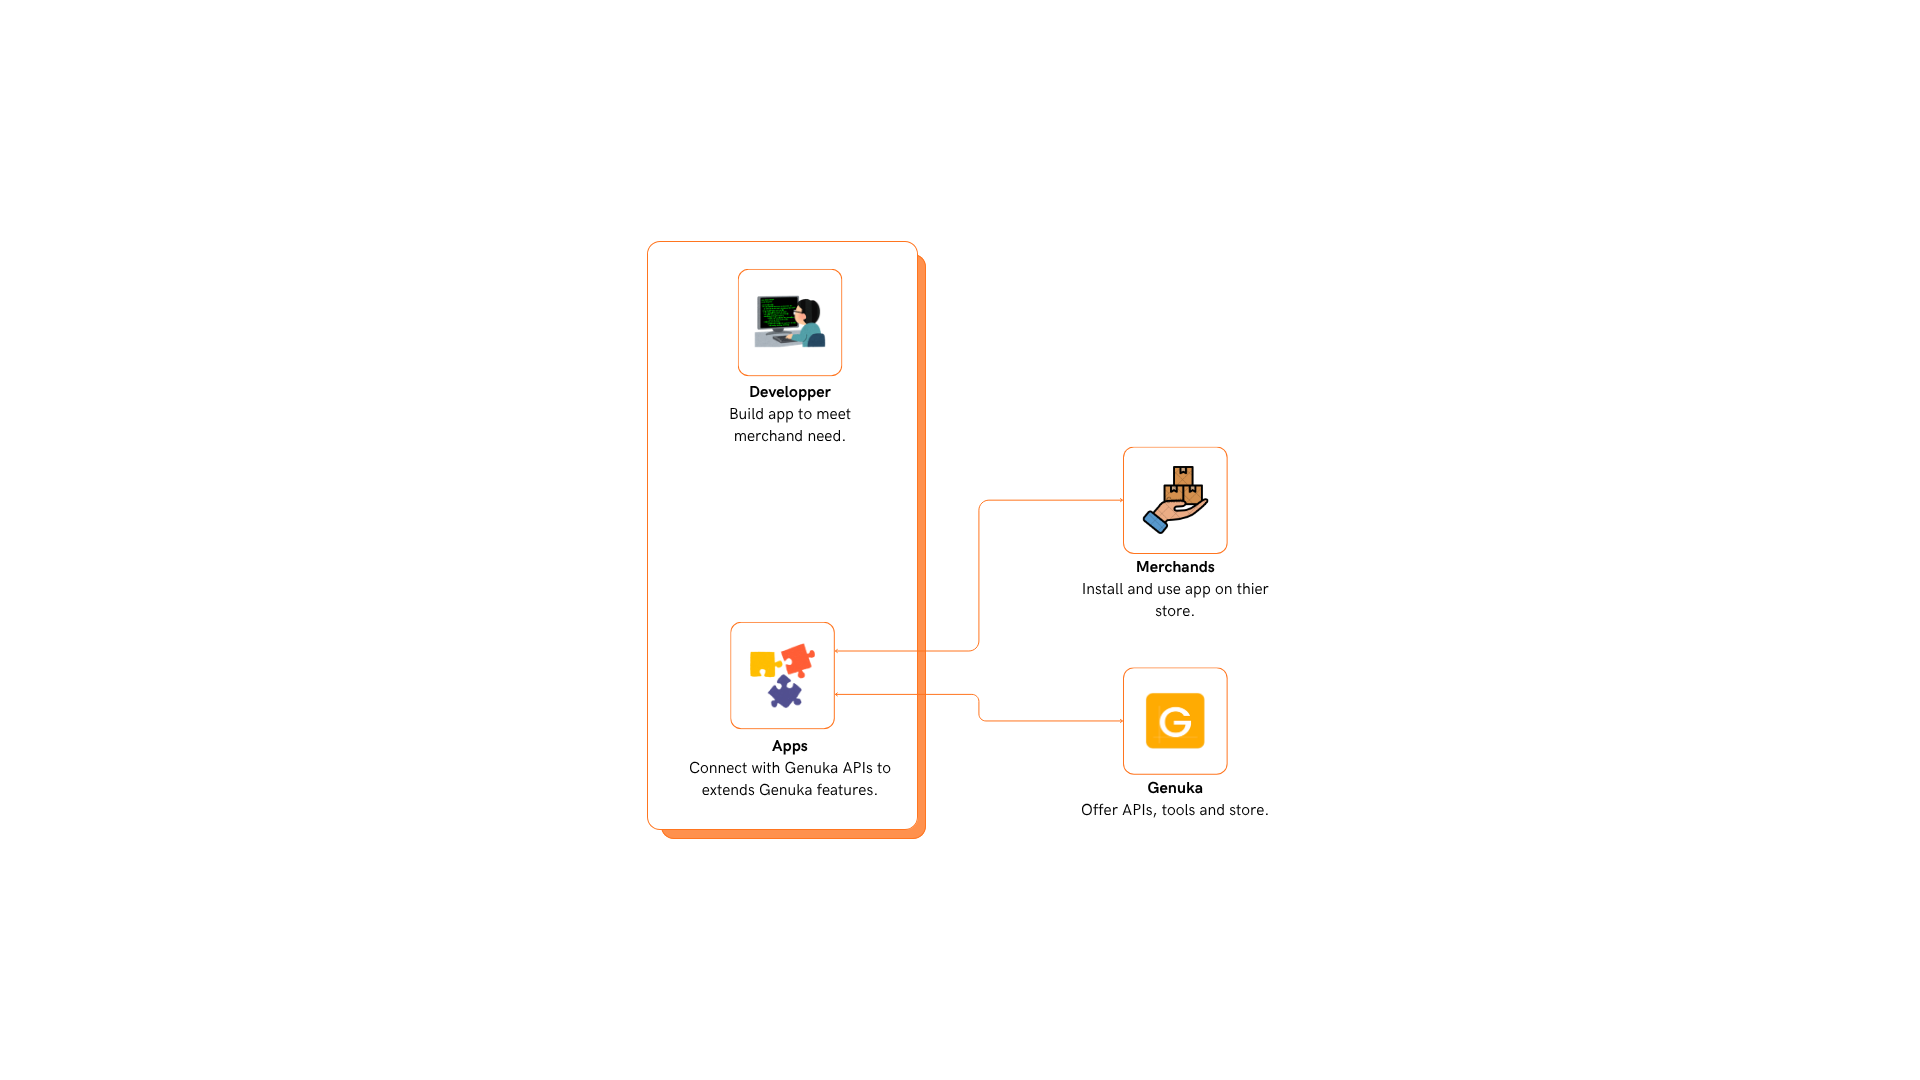 Developper
Build app to meet
merchand need.
Merchands
Install and use app on thier
store.
Apps
Connect with Genuka APIs to
extends Genuka features.
G
Genuka
Offer APIs, tools and store.